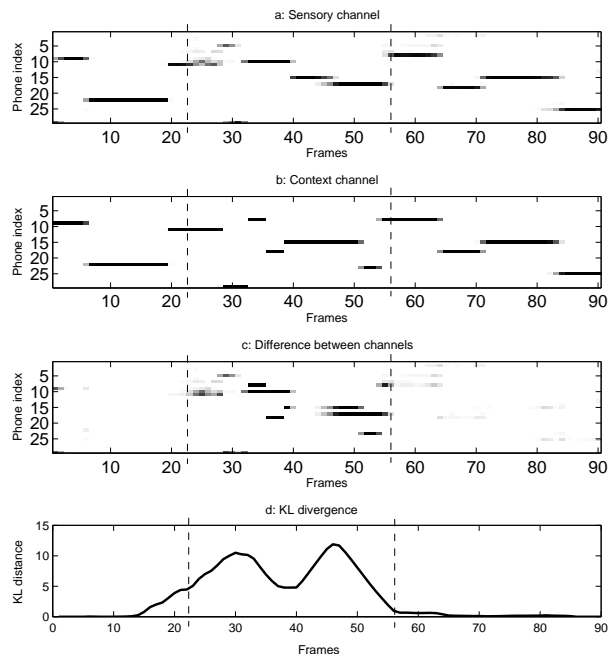 a: Sensory channel
Phone index
5
10
15
20
25
10 20 30 40 50 60 70 80 90
Frames
b: Context channel
Phone index
5
10
15
20
25
10 20 30 40 50 60 70 80 90
Frames
c: Difference between channels
Phone index
5
10
15
20
25
10 20 30 40 50 60 70 80 90
Frames
d: KL divergence
KL distance
15
10
5
0
0 10 20 30 40 50 60 70 80 90
Frames